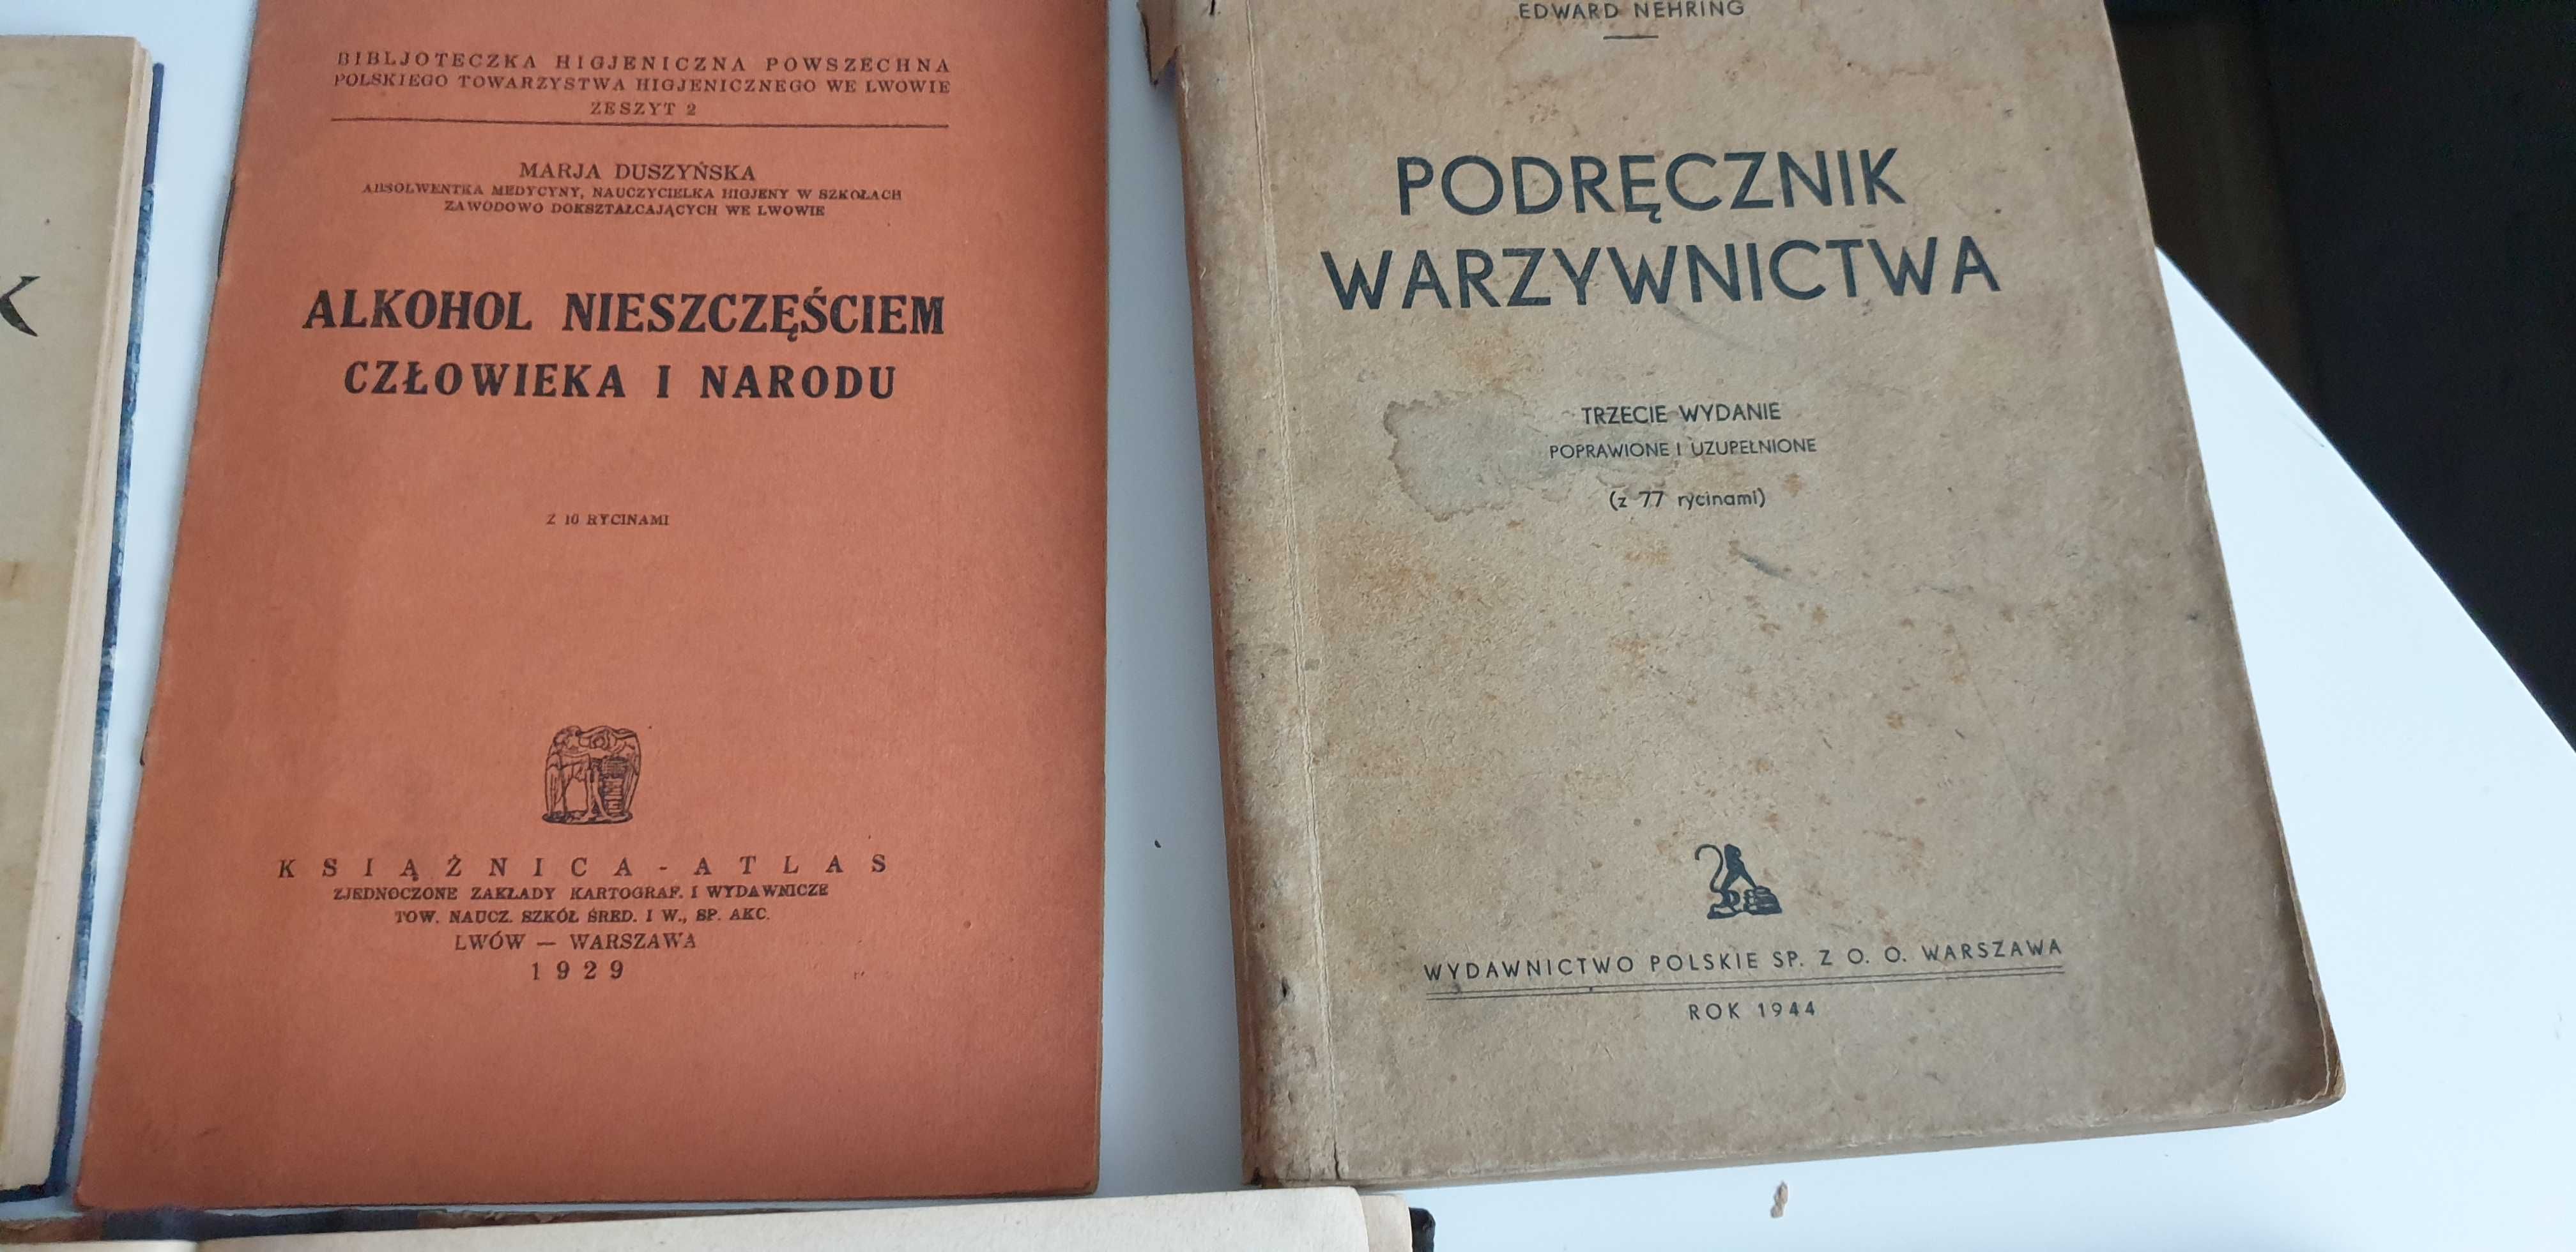 K
BIBLJOTECZKA HIGJENICZNA POWSZECHNA
POLSKIEGO TOWARZYSTWA HIGJENICZNEGO WE LWOWIE
ZESZYT 2
MARJA DUSZYŃSKA
ABSOLWENTKA MEDYCYNY, NAUCZYCIELKA HIGJENY W SZKOŁACH
ZAWODOWO DOKSZTAŁCAJĄCYCH WE LWOWIE
ALKOHOL NIESZCZĘŚCIEM
CZŁOWIEKA I NARODU
Z 10 RYCINAMI
KSIĄŻNICA-ATLAS
ZJEDNOCZONE ZAKŁADY KARTOGRAF. I WYDAWNICZE
TOW. NAUCZ. SZKÓŁ ŚRED. I W., SP. AKC.
LWÓW — WARSZAWA
1929
EDWARD NEHRING
PODRĘCZNIK
WARZYWNICTWA
TRZECIE WYDANIE
POPRAWIONE I UZUPEŁNIONE
(z 77 rycinami)
WYDAWNICTWO POLSKIE SP. Z O. O. WARSZAWA
ROK 1944